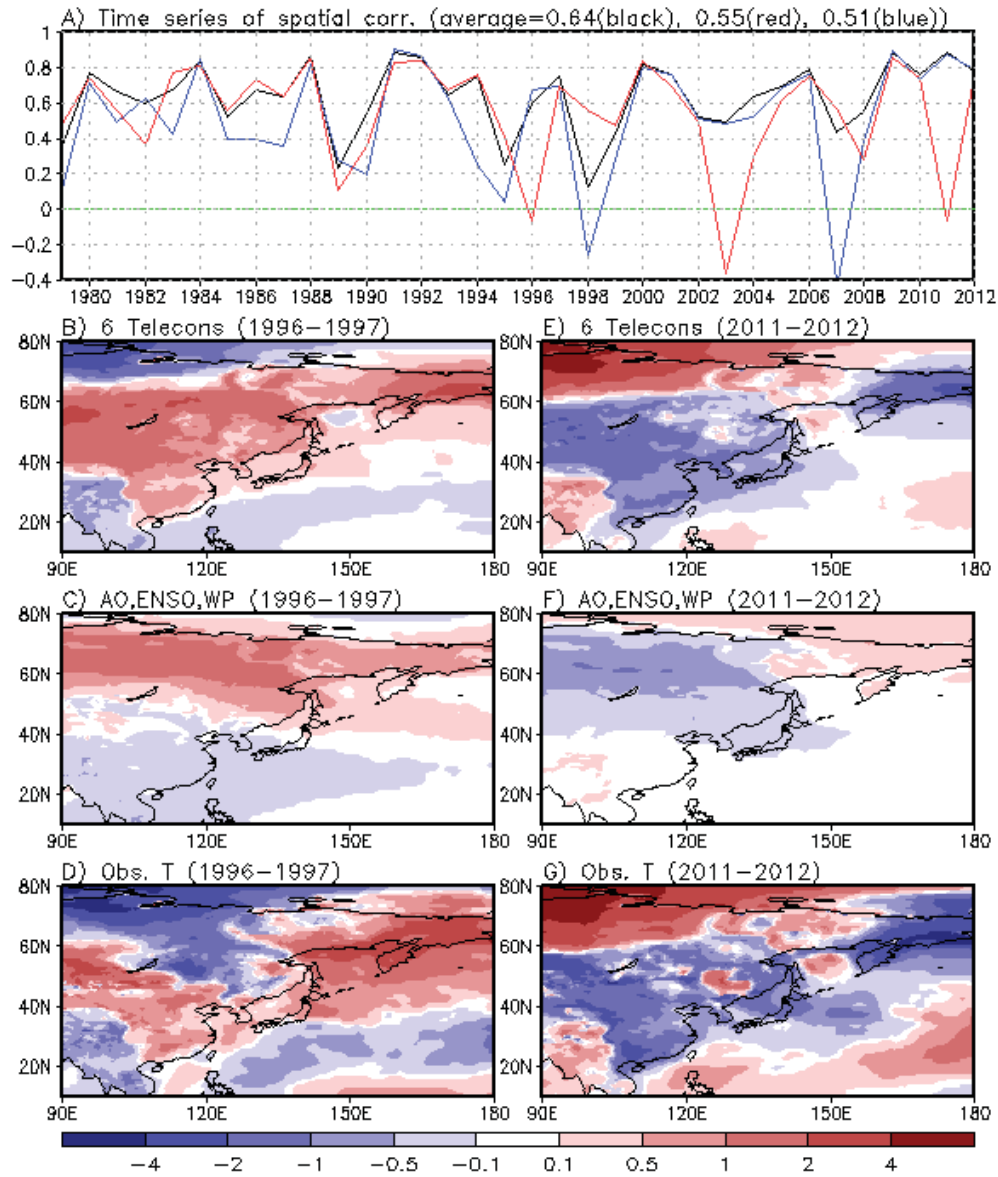 A) Time series of spatial corr. (average=0.64(black), 0.55(red), 0.51(blue))
1
0.8
0.6
0.4
0.2
0
−0.2
−0.4
1980 1982 1984 1986 1988 1990 1992 1994 1996 1998 2000 2002 2004 2006 2008 2010 2012
B) 6 Telecons (1996−1997)
80N
60N
40N
20N
90E 120E 150E 180
E) 6 Telecons (2011−2012)
80N
60N
40N
20N
90E 120E 150E 180
C) AO,ENSO,WP (1996−1997)
80N
60N
40N
20N
90E 120E 150E 180
F) AO,ENSO,WP (2011−2012)
80N
60N
40N
20N
90E 120E 150E 180
D) Obs. T (1996−1997)
80N
60N
40N
20N
90E 120E 150E 180
G) Obs. T (2011−2012)
80N
60N
40N
20N
90E 120E 150E 180
−4 −2 −1 −0.5 −0.1 0.1 0.5 1 2 4